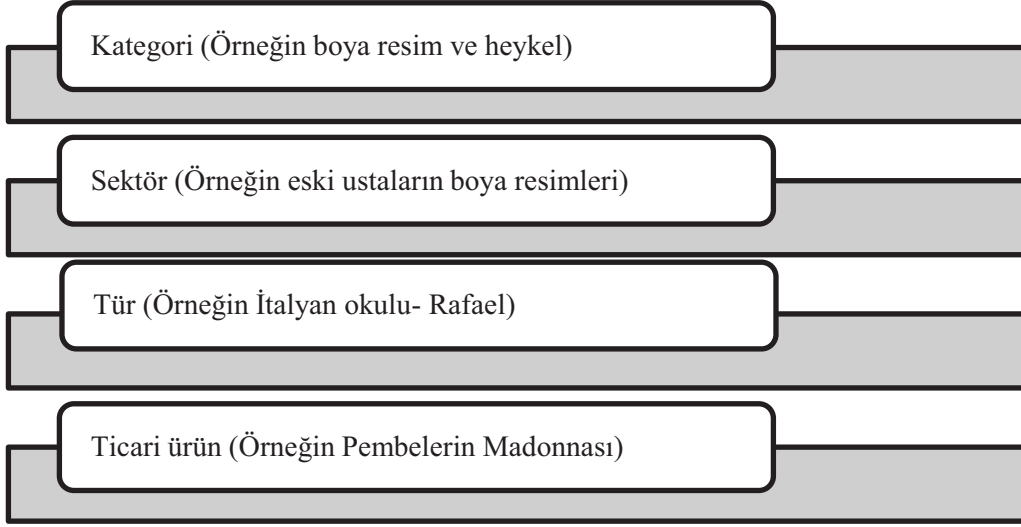 Kategori (Örneğin boya resim ve heykel)
Sektör (Örneğin eski ustaların boya resimleri)
Tür (Örneğin İtalyan okulu- Rafael)
Ticari ürün (Örneğin Pembelerin Madonnası)